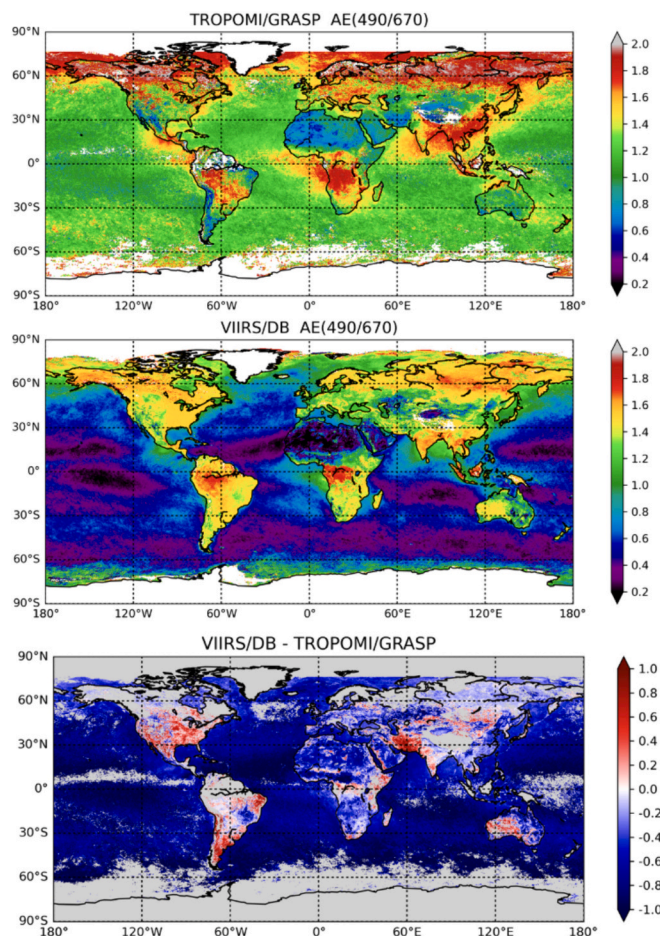 TROPOMI/GRASP AE(490/670)
90°N
60°N
30°N
0°
30°S
60°S
90°S
180°
120°W
60°W
0°
60°E
120°E
180°
2.0
1.8
1.6
1.4
1.2
1.0
0.8
0.6
0.4
0.2
VIIRS/DB AE(490/670)
90°N
60°N
30°N
0°
30°S
60°S
90°S
180°
120°W
60°W
0°
60°E
120°E
180°
2.0
1.8
1.6
1.4
1.2
1.0
0.8
0.6
0.4
0.2
VIIRS/DB - TROPOMI/GRASP
90°N
60°N
30°N
0°
30°S
60°S
90°S
180°
120°W
60°W
0°
60°E
120°E
180°
1.0
0.8
0.6
0.4
0.2
0.0
-0.2
-0.4
-0.6
-0.8
-1.0